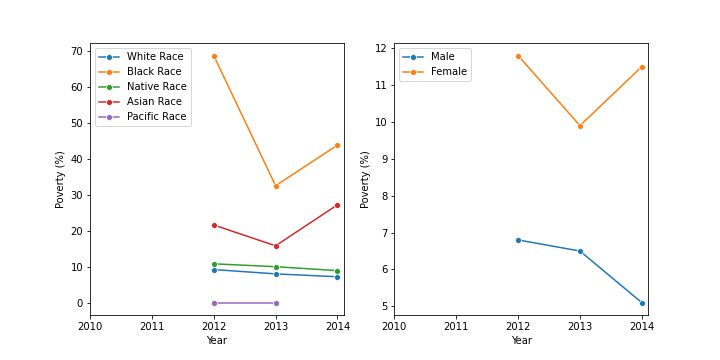 White Race
Black Race
Native Race
Asian Race
Pacific Race
70
60
50
40
30
20
10
0
Poverty (%)
2010 2011 2012 2013 2014
Year
Male
Female
12
11
10
9
8
7
6
5
Poverty (%)
2010 2011 2012 2013 2014
Year